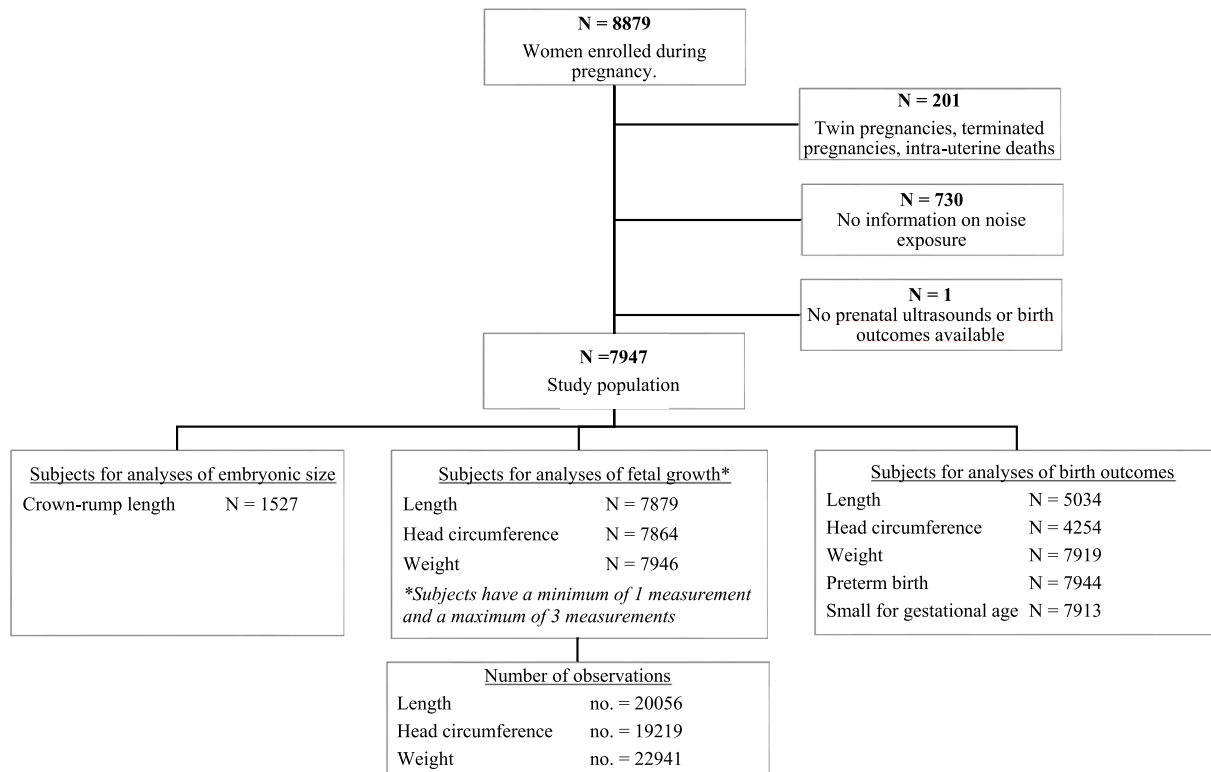 N = 8879
Women enrolled during
pregnancy.
N = 201
Twin pregnancies, terminated
pregnancies, intra-uterine deaths
N = 730
No information on noise
exposure
N = 1
No prenatal ultrasounds or birth
outcomes available
N =7947
Study population
Subjects for analyses of embryonic size
Crown-rump length N = 1527
Subjects for analyses of fetal growth*
Length N = 7879
Head circumference N = 7864
Weight N = 7946
*Subjects have a minimum of 1 measurement
and a maximum of 3 measurements
Subjects for analyses of birth outcomes
Length N = 5034
Head circumference N = 4254
Weight N = 7919
Preterm birth N = 7944
Small for gestational age N = 7913
Number of observations
Length no. = 20056
Head circumference no. = 19219
Weight no. = 22941